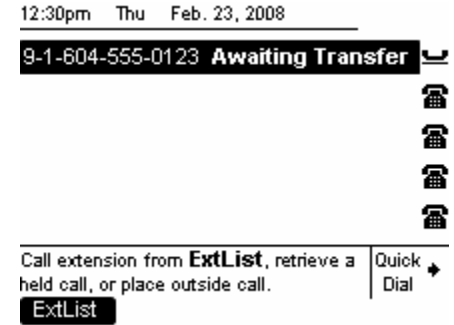 12:30pm Thu Feb. 23, 2008
9-1-604-555-0123 Awaiting Transfer
Call extension from ExtList, retrieve a
held call, or place outside call.
Quick
Dial
ExtList